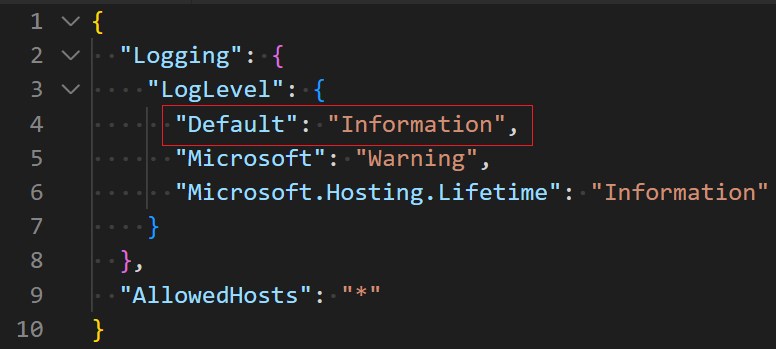 1 {
2 "Logging": {
3 "LogLevel": {
4 "Default": "Information",
5 "Microsoft": "Warning",
6 "Microsoft.Hosting.Lifetime": "Information"
7 }
8 },
9 "AllowedHosts": "*"
10 }